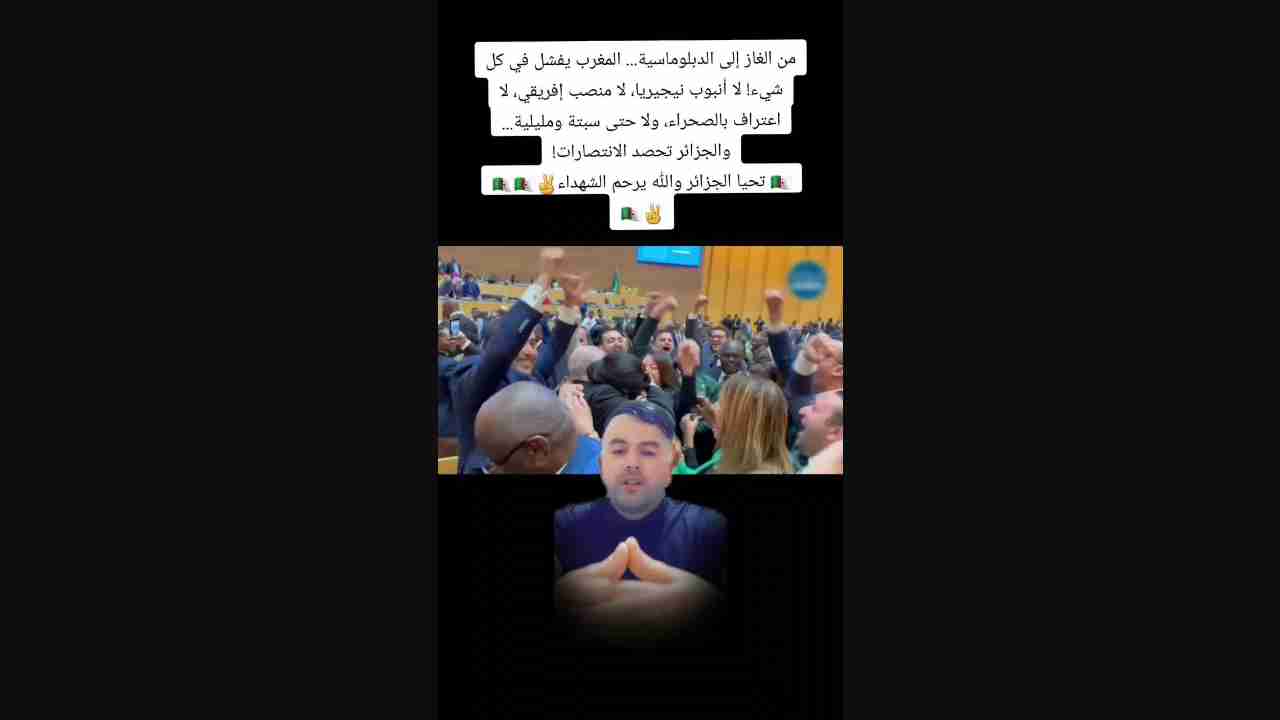 من الغاز إلى الدبلوماسية... المغرب يفشل في كل
شيء! لا أنبوب نيجيريا، لا منصب إفريقي، لا
اعتراف بالصحراء، ولا حتى سبتة ومليلية...
والجزائر تحصد الانتصارات!
🇩🇿 تحيا الجزائر والله يرحم الشهداء✌️🇩🇿🇩🇿
✌️🇩🇿